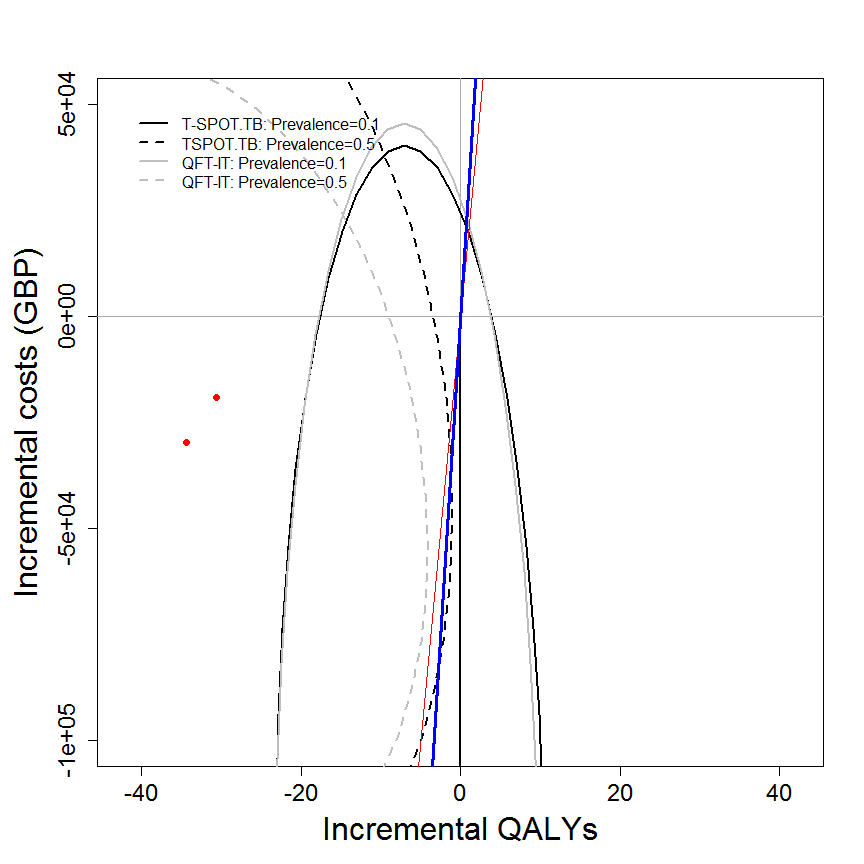 T-SPOT.TB: Prevalence=0.1
TSPOT.TB: Prevalence=0.5
QFT-IT: Prevalence=0.1
QFT-IT: Prevalence=0.5
Incremental costs (GBP)
5e+04
0e+00
-5e+04
-1e+05
-40 -20 0 20 40
Incremental QALYs